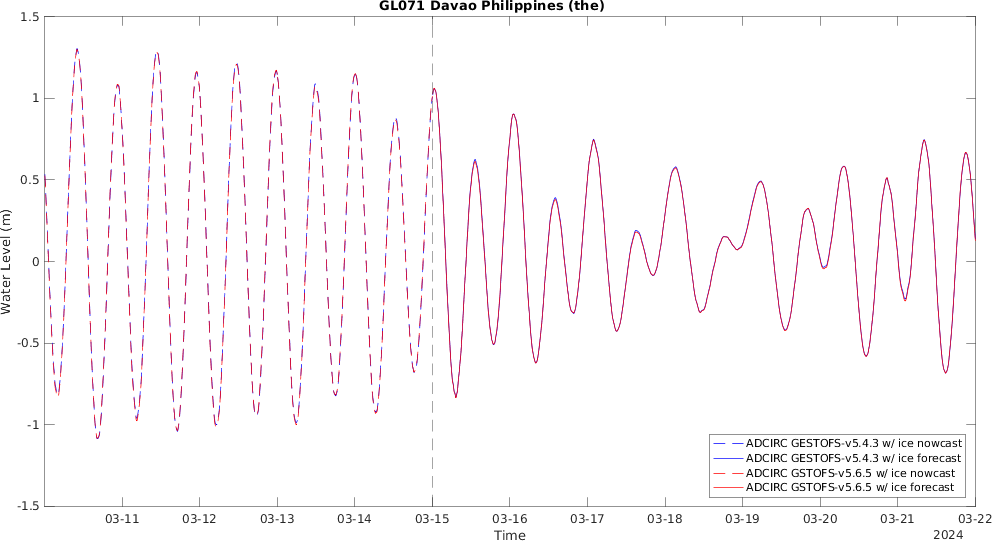 GL071 Davao Philippines (the)
1.5
1
0.5
0
-0.5
-1
-1.5
Water Level (m)
ADCIRC GESTOFS-v5.4.3 w/ ice nowcast
ADCIRC GESTOFS-v5.4.3 w/ ice forecast
ADCIRC GSTOFS-v5.6.5 w/ ice nowcast
ADCIRC GSTOFS-v5.6.5 w/ ice forecast
03-11 03-12 03-13 03-14 03-15 03-16 03-17 03-18 03-19 03-20 03-21 03-22
Time
2024